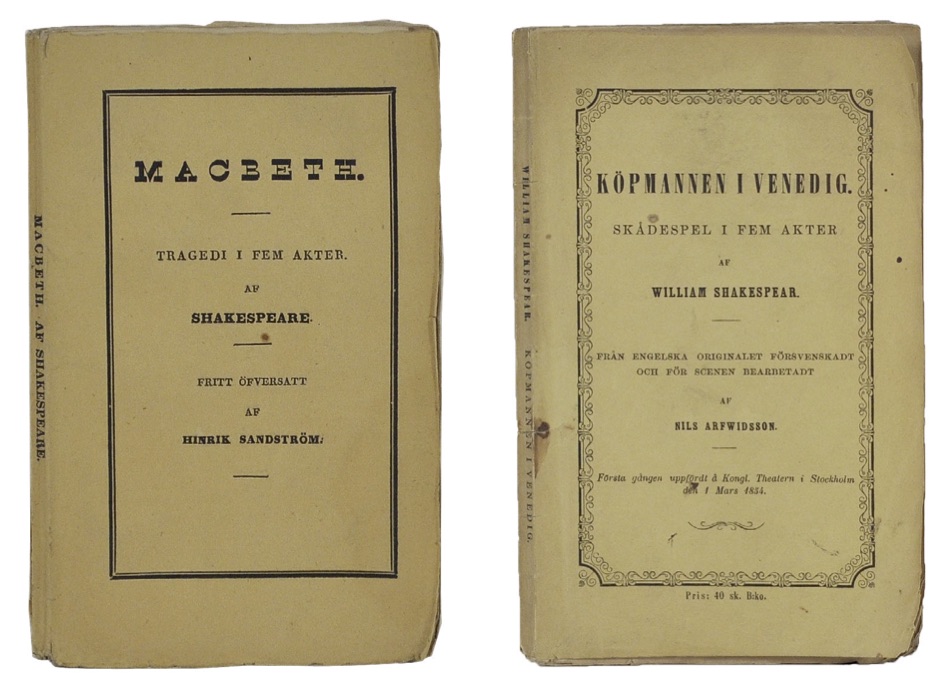 MACBETH. AF SHAKESPEARE.
MACBETH.
TRAGEDI I FEM AKTER.
AF
SHAKESPEARE.
FRITT ÖFVERSATT
AF
HINRIK SANDSTRÖM.
WILLIAM SHAKESPEAR. KÖPMANNEN I VENEDIG.
KÖPMANNEN I VENEDIG.
SKÅDESPEL I FEM AKTER
AF
WILLIAM SHAKESPEAR.
FRÅN ENGELSKA ORIGINALET FÖRSVENSKADT
OCH FÖR SCENEN BEARBETADT
AF
NILS ARFWIDSSON.
Första gången uppfördt å Kongl. Theatern i Stockholm
den 1 Mars 1854.
Pris: 40 sk. B:ko.